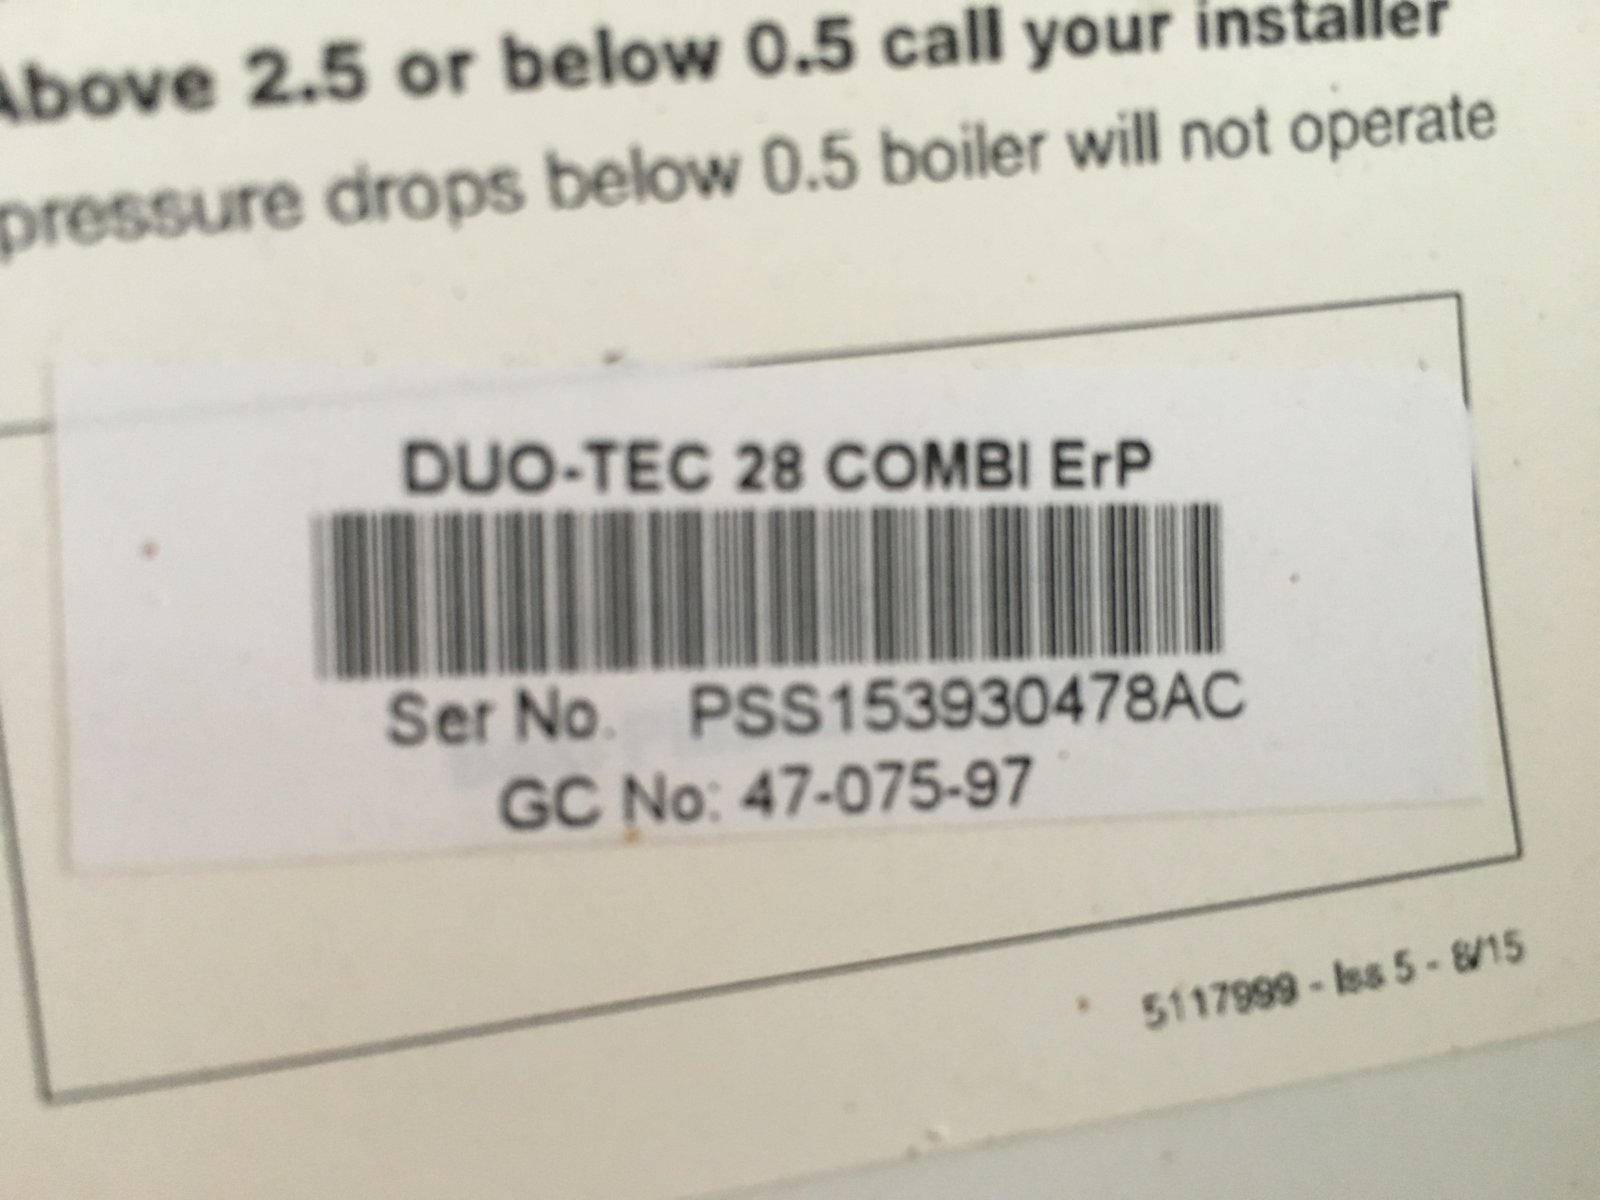 Above 2.5 or below 0.5 call your installer
pressure drops below 0.5 boiler will not operate
DUO-TEC 28 COMBI ErP
Ser No. PSS153930478AC
GC No: 47-075-97
5117999 - Iss 5 - 8/15